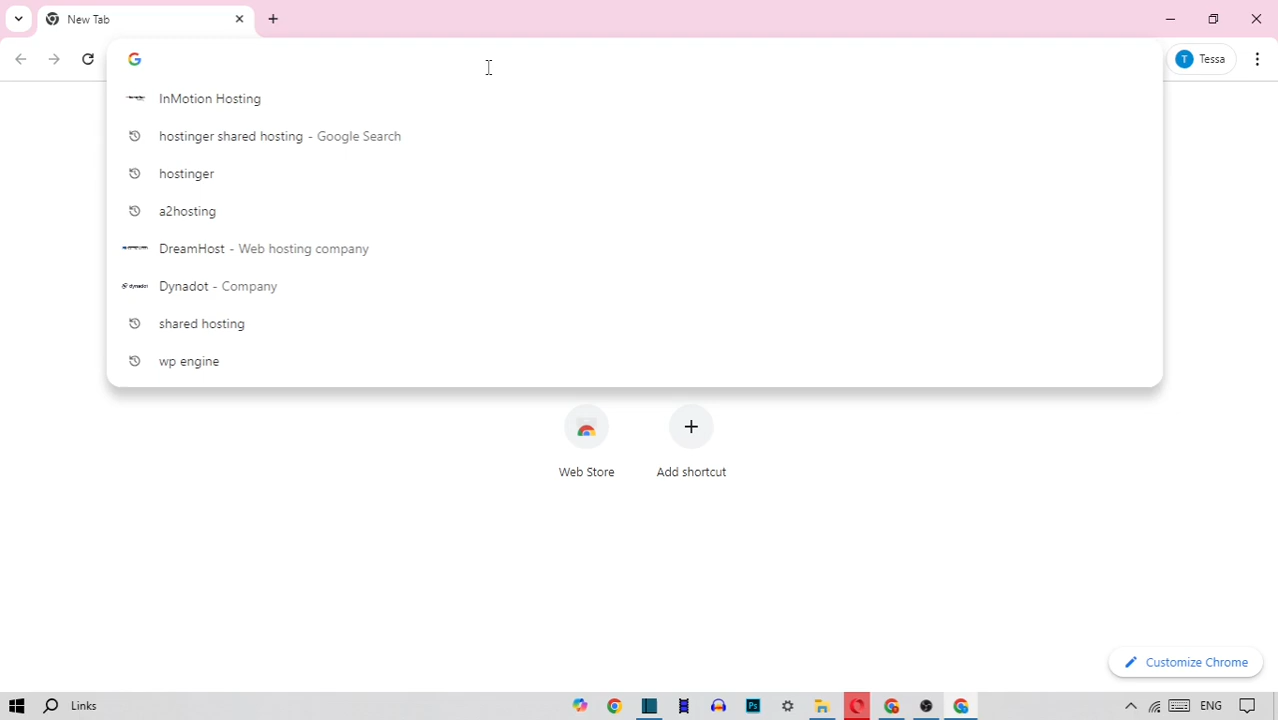 New Tab
Tessa
InMotion Hosting
hostinger shared hosting - Google Search
hostinger
a2hosting
DreamHost - Web hosting company
dynadot Dynadot - Company
shared hosting
wp engine
Web Store
Add shortcut
Customize Chrome
Links
ENG